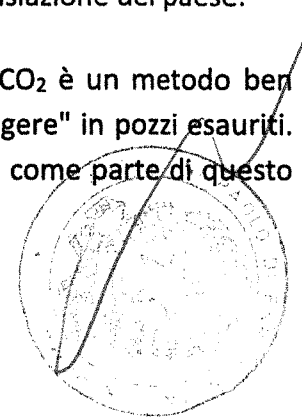 islazione del paese.
CO₂ è un metodo ben
gere" in pozzi esauriti.
come parte di questo